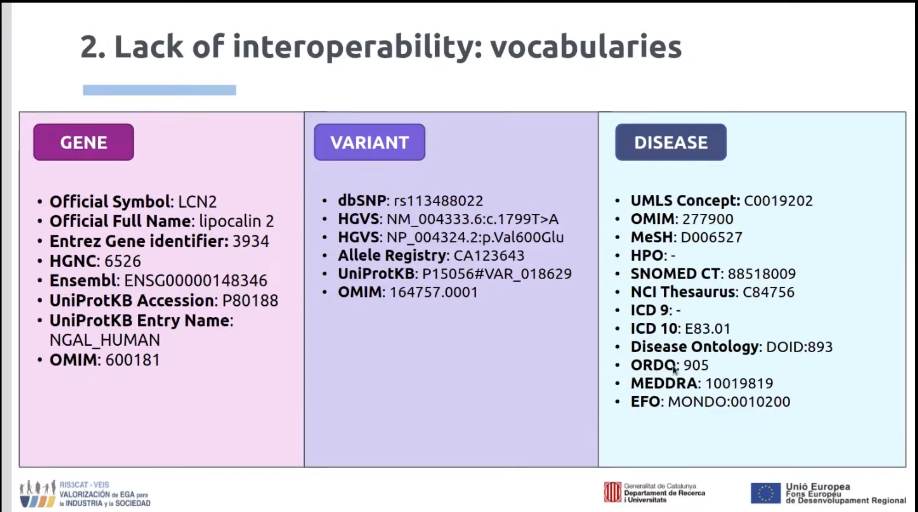 2. Lack of interoperability: vocabularies
GENE
• Official Symbol: LCN2
• Official Full Name: lipocalin 2
• Entrez Gene identifier: 3934
• HGNC: 6526
• Ensembl: ENSG00000148346
• UniProtKB Accession: P80188
• UniProtKB Entry Name:
NGAL_HUMAN
• OMIM: 600181
VARIANT
• dbSNP: rs113488022
• HGVS: NM_004333.6:c.1799T>A
• HGVS: NP_004324.2:p.Val600Glu
• Allele Registry: CA123643
• UniProtKB: P15056#VAR_018629
• OMIM: 164757.0001
DISEASE
• UMLS Concept: C0019202
• OMIM: 277900
• MeSH: D006527
• HPO: -
• SNOMED CT: 88518009
• NCI Thesaurus: C84756
• ICD 9: -
• ICD 10: E83.01
• Disease Ontology: DOID:893
• ORDO: 905
• MEDDRA: 10019819
• EFO: MONDO:0010200
RIS3CAT - VEIS
VALORIZACIÓN de EGA para
la INDUSTRIA y la SOCIEDAD
Generalitat de Catalunya
Departament de Recerca
i Universitats
Unió Europea
Fons Europeu
de Desenvolupament Regional